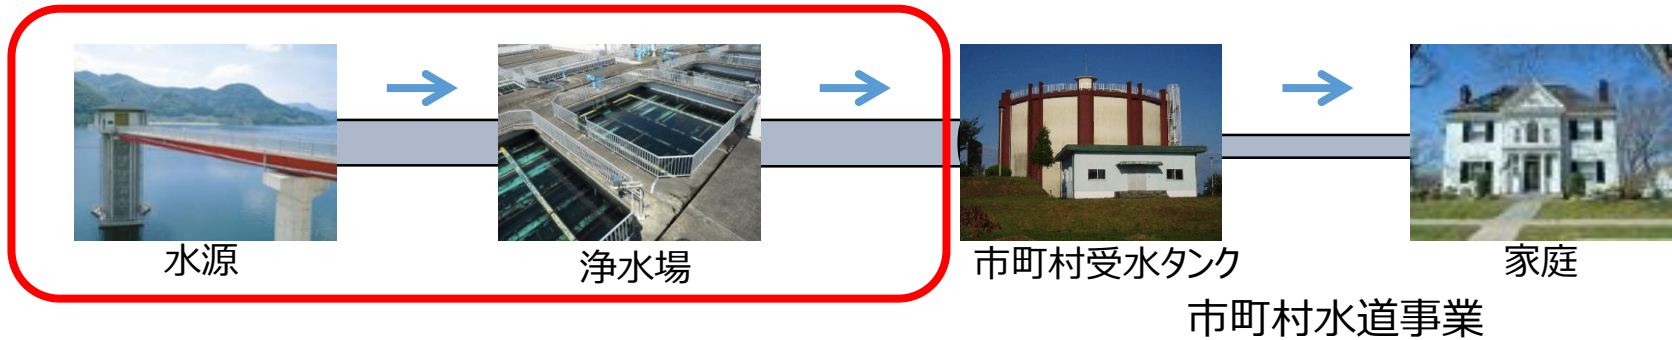 水源
浄水場
市町村受水タンク
家庭
市町村水道事業